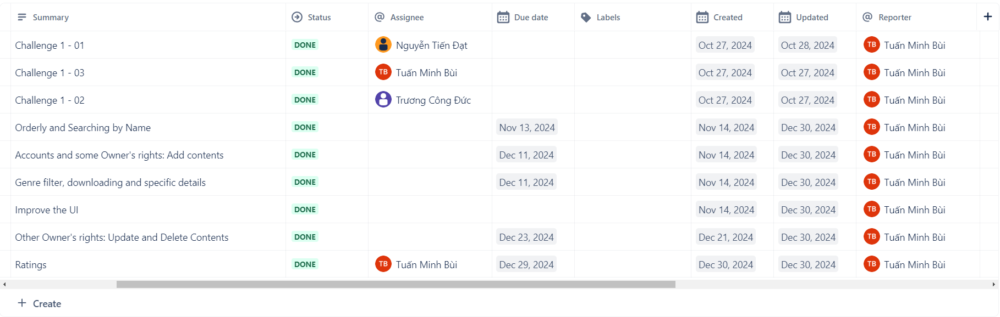 Summary Status Assignee Due date Labels Created Updated Reporter
Challenge 1 - 01 DONE Nguyễn Tiến Đạt Oct 27, 2024 Oct 28, 2024 TB Tuấn Minh Bùi
Challenge 1 - 03 DONE TB Tuấn Minh Bùi Oct 27, 2024 Oct 27, 2024 TB Tuấn Minh Bùi
Challenge 1 - 02 DONE Trương Công Đức Oct 27, 2024 Oct 27, 2024 TB Tuấn Minh Bùi
Orderly and Searching by Name DONE Nov 13, 2024 Nov 14, 2024 Dec 30, 2024 TB Tuấn Minh Bùi
Accounts and some Owner's rights: Add contents DONE Dec 11, 2024 Nov 14, 2024 Dec 30, 2024 TB Tuấn Minh Bùi
Genre filter, downloading and specific details DONE Dec 11, 2024 Nov 14, 2024 Dec 30, 2024 TB Tuấn Minh Bùi
Improve the UI DONE Nov 14, 2024 Dec 30, 2024 TB Tuấn Minh Bùi
Other Owner's rights: Update and Delete Contents DONE Dec 23, 2024 Dec 21, 2024 Dec 30, 2024 TB Tuấn Minh Bùi
Ratings DONE TB Tuấn Minh Bùi Dec 29, 2024 Dec 30, 2024 Dec 30, 2024 TB Tuấn Minh Bùi
+ Create